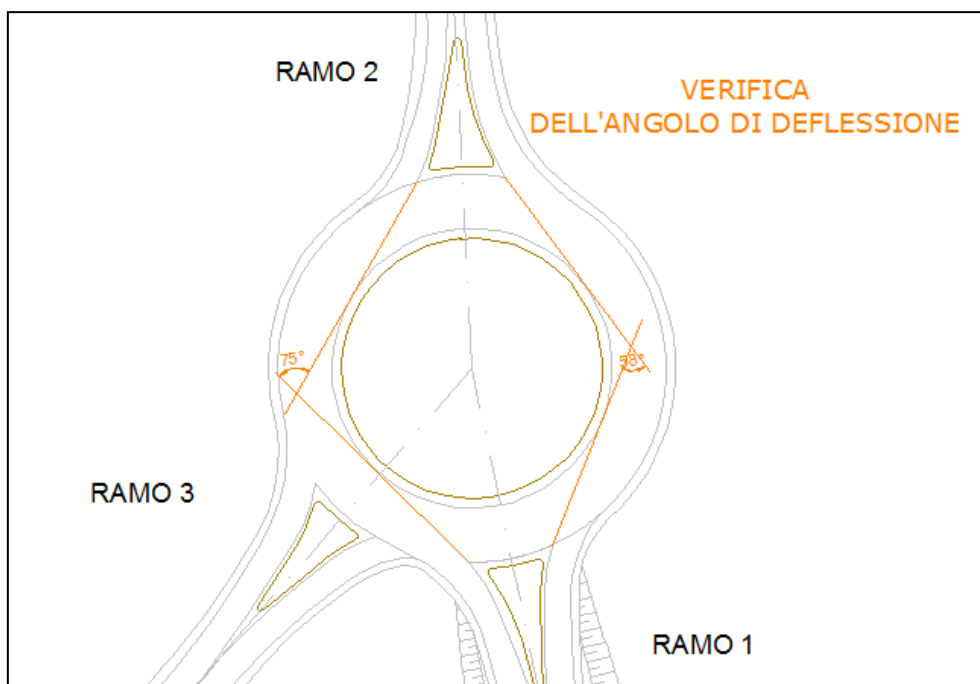 RAMO 2
VERIFICA
DELL'ANGOLO DI DEFLESSIONE
75°
RAMO 3
RAMO 1